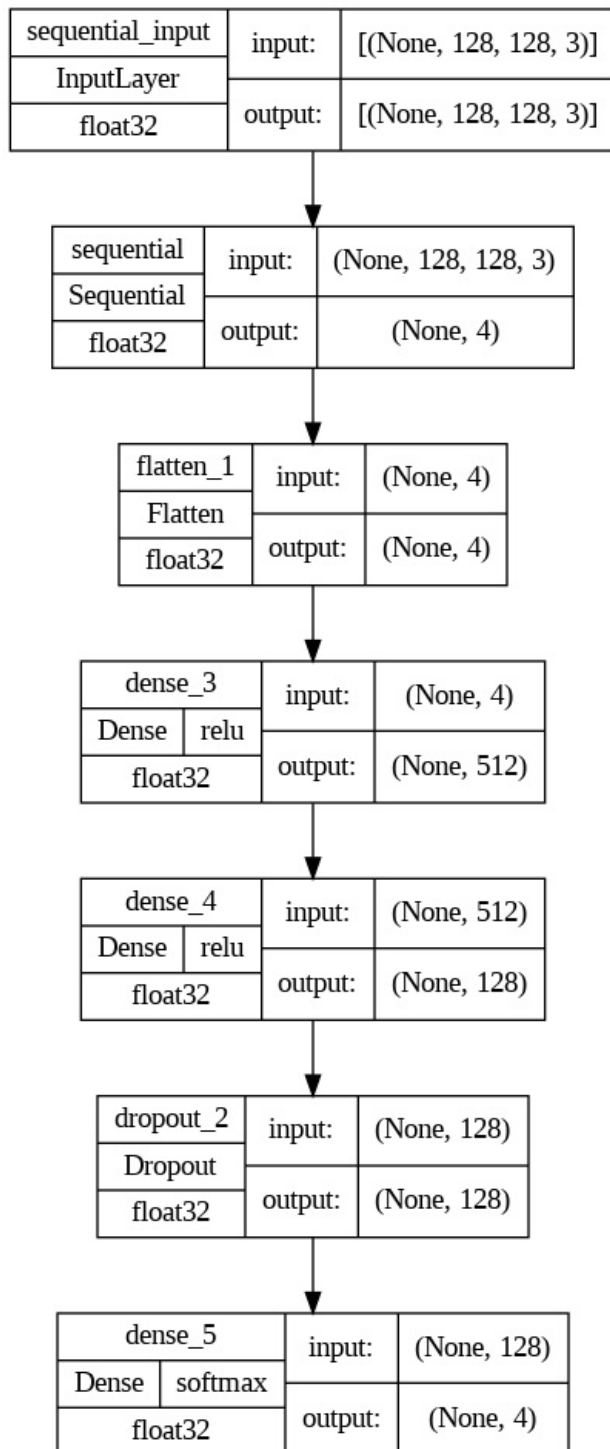 sequential_input
InputLayer
float32
input:
[(None, 128, 128, 3)]
output:
[(None, 128, 128, 3)]
sequential
Sequential
float32
input:
(None, 128, 128, 3)
output:
(None, 4)
flatten_1
Flatten
float32
input:
(None, 4)
output:
(None, 4)
dense_3
Dense
relu
float32
input:
(None, 4)
output:
(None, 512)
dense_4
Dense
relu
float32
input:
(None, 512)
output:
(None, 128)
dropout_2
Dropout
float32
input:
(None, 128)
output:
(None, 128)
dense_5
Dense
softmax
float32
input:
(None, 128)
output:
(None, 4)